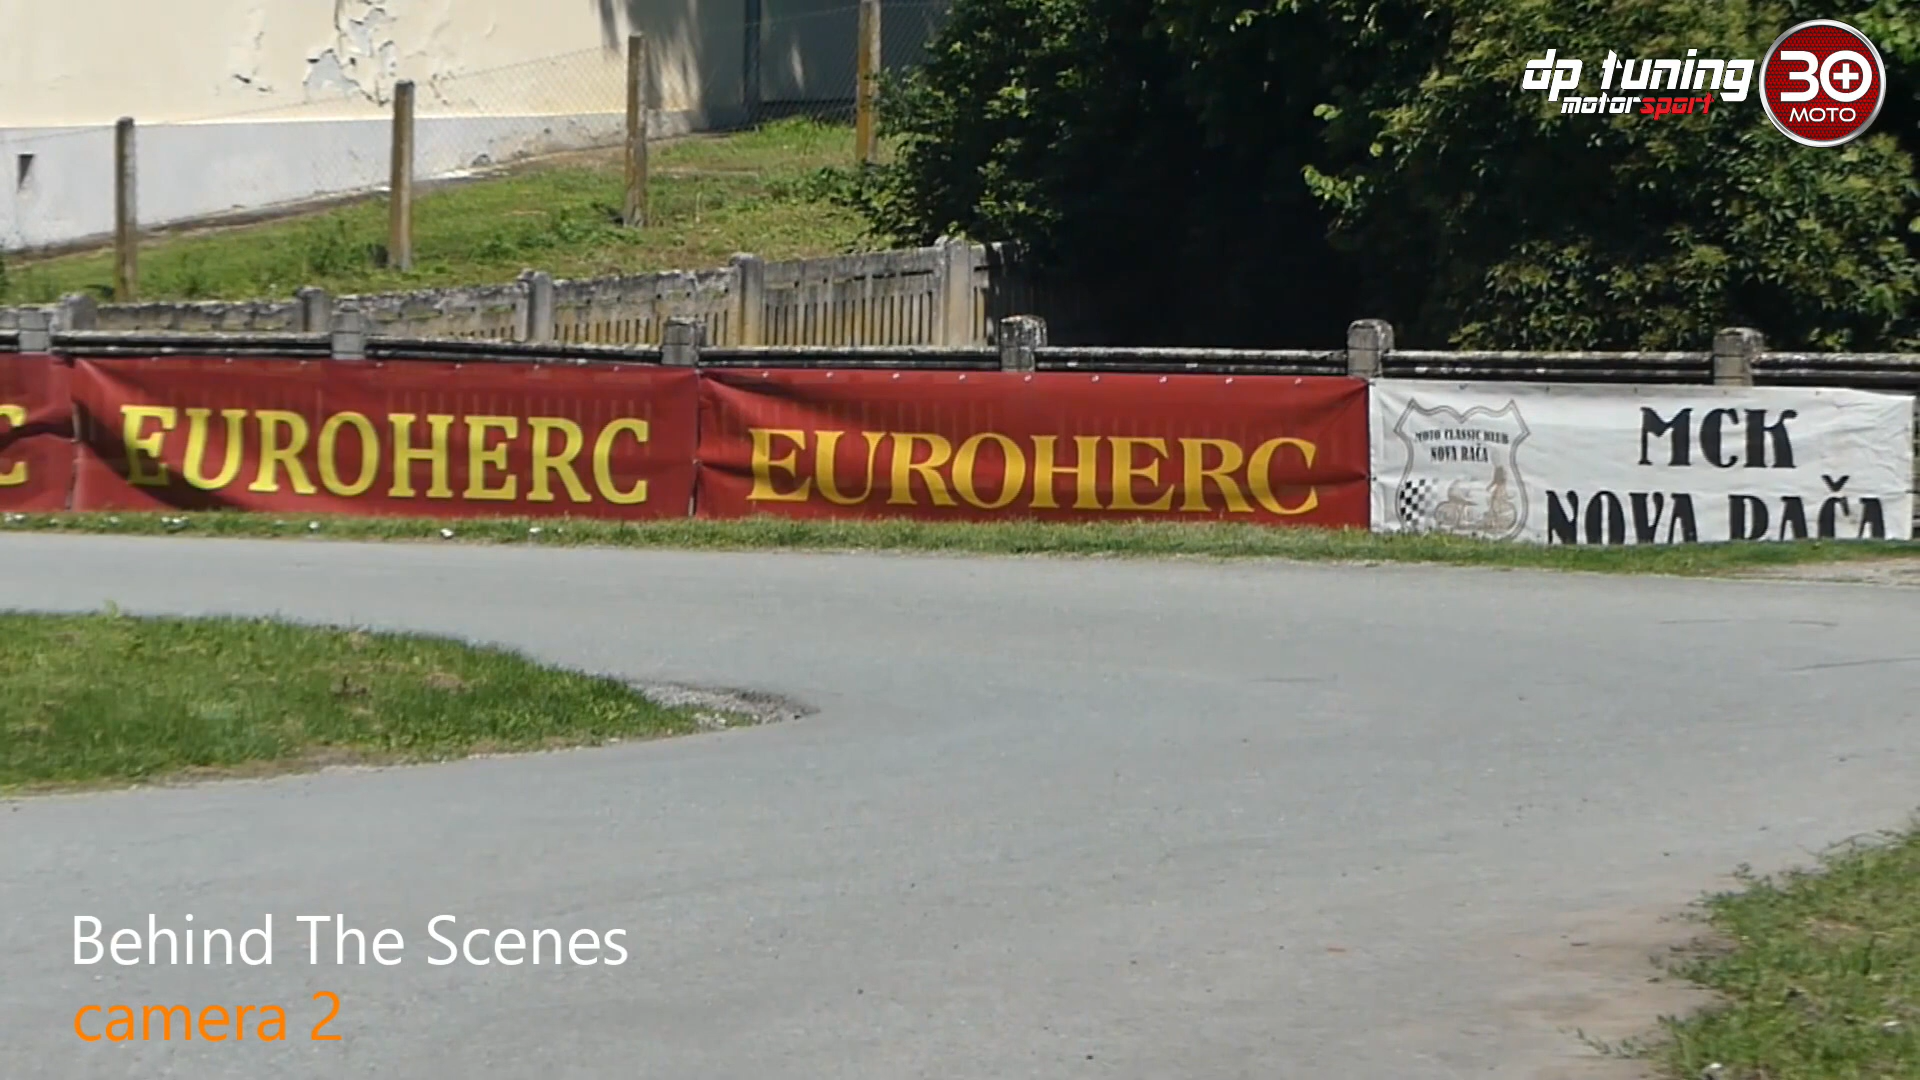 dp tuning
motorsport
30+
MOTO
C
EUROHERC
EUROHERC
MOTO CLASSIC KLUB
NOVA RAČA
MCK
NOVA RAČA
Behind The Scenes
camera 2